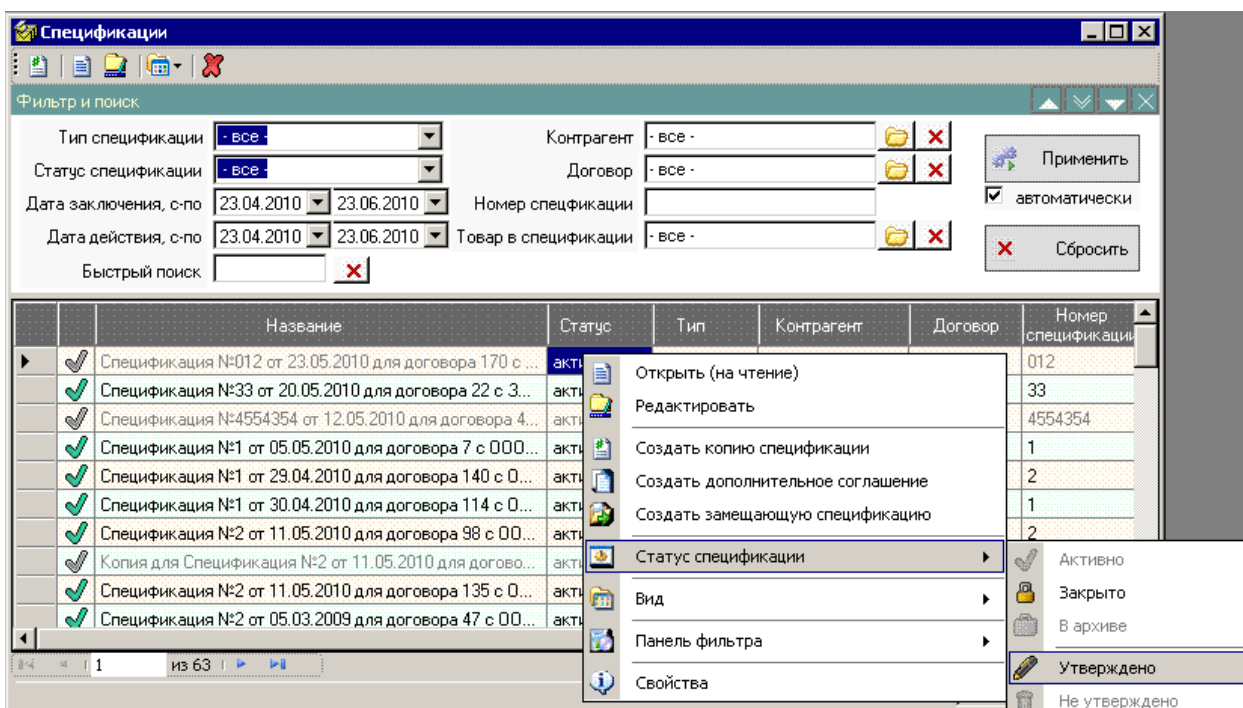 Спецификации
Фильтр и поиск
Тип спецификации - все - Контрагент - все - Применить
Статус спецификации - все - Договор - все -
автоматически
Дата заключения, с-по 23.04.2010 23.06.2010 Номер спецфикации
Дата действия, с-по 23.04.2010 23.06.2010 Товар в спецификации - все - Сбросить
Быстрый поиск
Название Статус Тип Контрагент Договор Номер спецификации
Спецификация №012 от 23.05.2010 для договора 170 с ... 012
Спецификация №33 от 20.05.2010 для договора 22 с З... 33
Спецификация №4554354 от 12.05.2010 для договора 4... 4554354
Спецификация №1 от 05.05.2010 для договора 7 с ООО... 1
Спецификация №1 от 29.04.2010 для договора 140 с О... 2
Спецификация №1 от 30.04.2010 для договора 114 с О... 1
Спецификация №2 от 11.05.2010 для договора 98 с ОО... 2
Копия для Спецификация №2 от 11.05.2010 для догово...
Спецификация №2 от 11.05.2010 для договора 135 с О...
Спецификация №2 от 05.03.2009 для договора 47 с ОО...
1 из 63
Открыть (на чтение)
Редактировать
Создать копию спецификации
Создать дополнительное соглашение
Создать замещающую спецификацию
Статус спецификации
Вид
Панель фильтра
Свойства
Активно
Закрыто
В архиве
Утверждено
Не утверждено